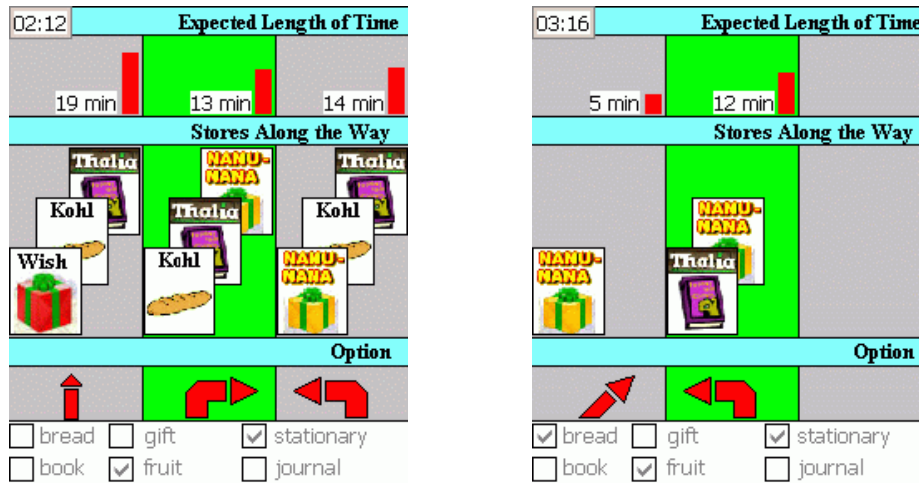 02:12 Expected Length of Time
19 min 13 min 14 min
Stores Along the Way
Thalia NANU-NANA Thalia
Kohl Thalia Kohl
Wish Kohl NANU-NANA
Option
bread gift stationary
book fruit journal
03:16 Expected Length of Time
5 min 12 min
Stores Along the Way
NANU-NANA
NANU-NANA Thalia
Option
bread gift stationary
book fruit journal